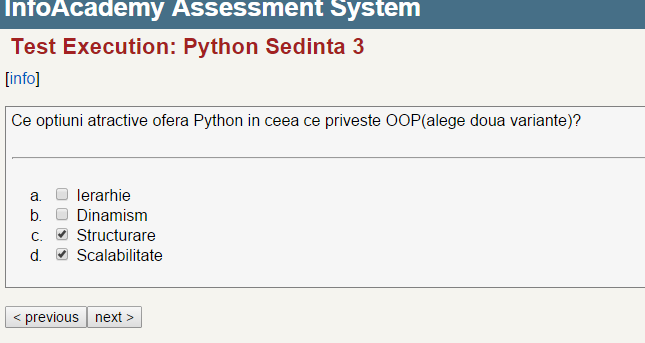 InfoAcademy Assessment System
Test Execution: Python Sedinta 3
[info]
Ce optiuni atractive ofera Python in ceea ce priveste OOP(alege doua variante)?
a. Ierarhie
b. Dinamism
c. Structurare
d. Scalabilitate
< previous next >